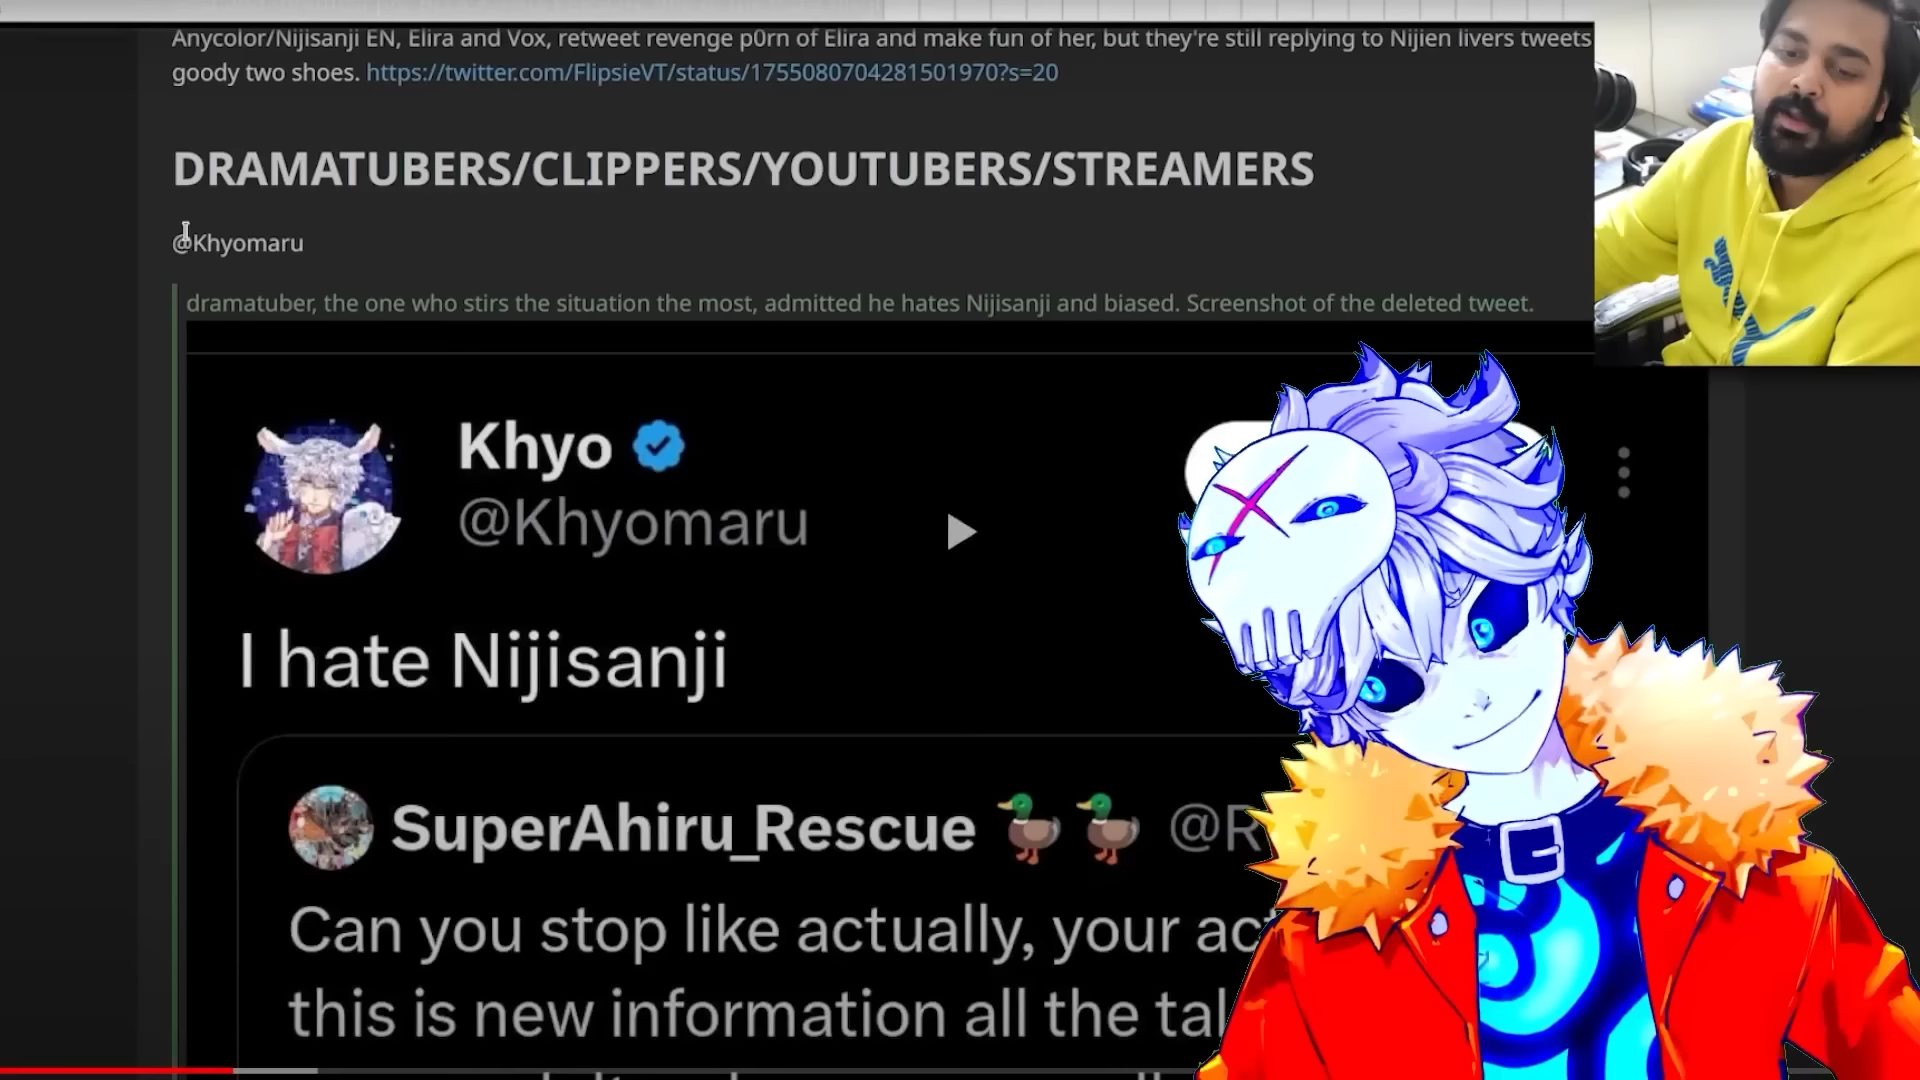 Anycolor/Nijisanji EN, Elira and Vox, retweet revenge p0rn of Elira and make fun of her, but they're still replying to Nijien livers tweets
goody two shoes. https://twitter.com/FlipsieVT/status/1755080704281501970?s=20
DRAMATUBERS/CLIPPERS/YOUTUBERS/STREAMERS
@Khyomaru
dramatuber, the one who stirs the situation the most, admitted he hates Nijisanji and biased. Screenshot of the deleted tweet.
Khyo
@Khyomaru
I hate Nijisanji
SuperAhiru_Rescue 🦆🦆 @R
Can you stop like actually, your ac
this is new information all the tal